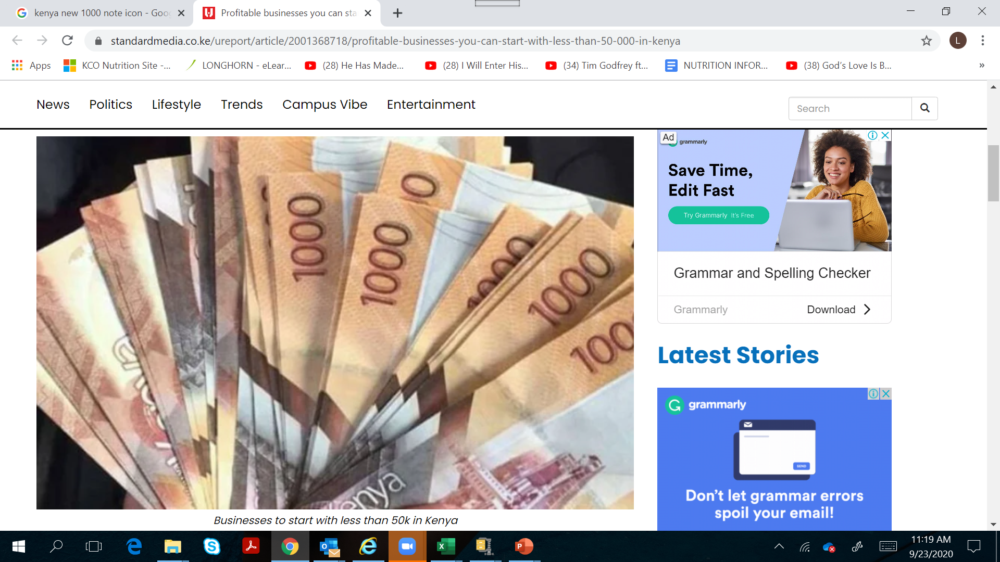 kenya new 1000 note icon - Goo
Profitable businesses you can sta
standardmedia.co.ke/ureport/article/2001368718/profitable-businesses-you-can-start-with-less-than-50-000-in-kenya
L
Apps
KCO Nutrition Site -...
LONGHORN - eLear...
(28) He Has Made...
(28) I Will Enter His...
(34) Tim Godfrey ft...
NUTRITION INFOR...
(38) God's Love Is B...
»
News
Politics
Lifestyle
Trends
Campus Vibe
Entertainment
Search
1000
1000
0
1000
1000
100
enya
Ad
grammarly
Save Time,
Edit Fast
Try Grammarly It's Free
Grammar and Spelling Checker
Grammarly
Download
Latest Stories
grammarly
SEND
Don't let grammar errors
spoil your email!
Businesses to start with less than 50k in Kenya
11:19 AM
9/23/2020